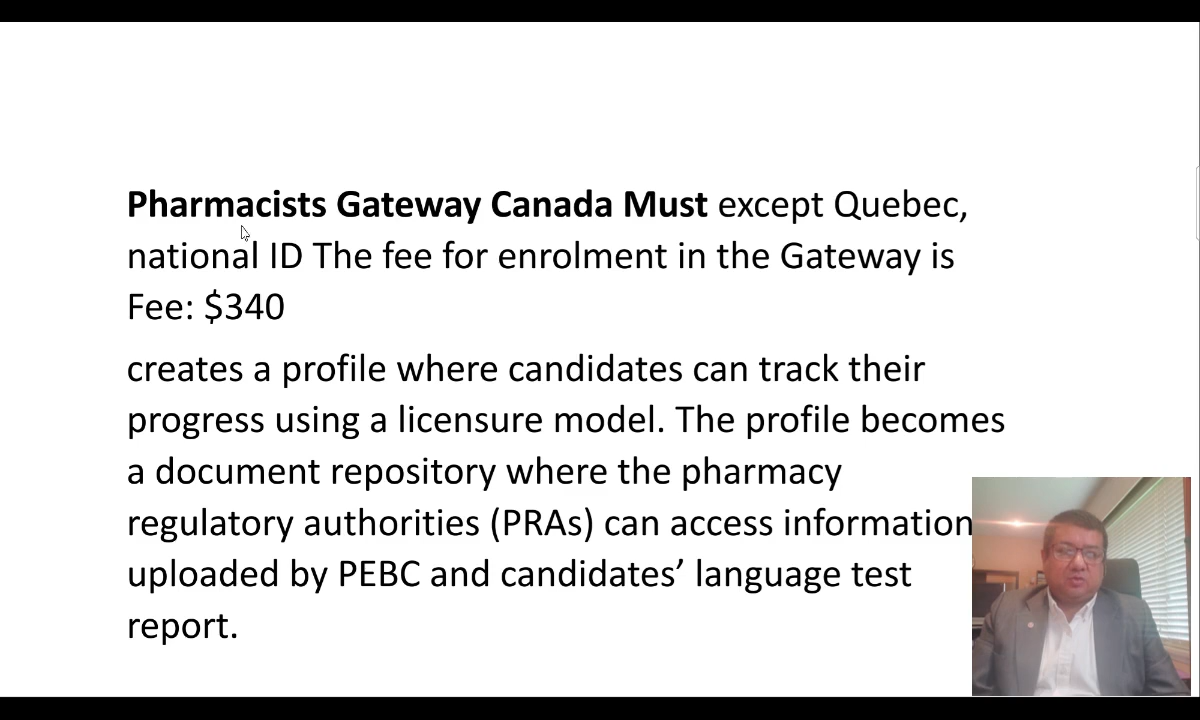 Pharmacists Gateway Canada Must except Quebec,
national ID The fee for enrolment in the Gateway is
Fee: $340
creates a profile where candidates can track their
progress using a licensure model. The profile becomes
a document repository where the pharmacy
regulatory authorities (PRAs) can access information
uploaded by PEBC and candidates’ language test
report.